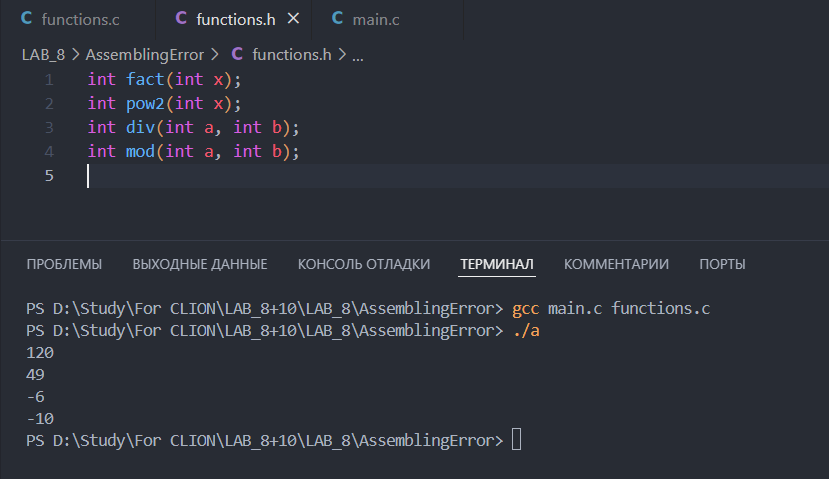 C functions.c C functions.h × C main.c
LAB_8 > AssemblingError > C functions.h > ...
1 int fact(int x);
2 int pow2(int x);
3 int div(int a, int b);
4 int mod(int a, int b);
5
ПРОБЛЕМЫ ВЫХОДНЫЕ ДАННЫЕ КОНСОЛЬ ОТЛАДКИ ТЕРМИНАЛ КОММЕНТАРИИ ПОРТЫ
PS D:\Study\For CLION\LAB_8+10\LAB_8\AssemblingError> gcc main.c functions.c
PS D:\Study\For CLION\LAB_8+10\LAB_8\AssemblingError> ./a
120
49
-6
-10
PS D:\Study\For CLION\LAB_8+10\LAB_8\AssemblingError>